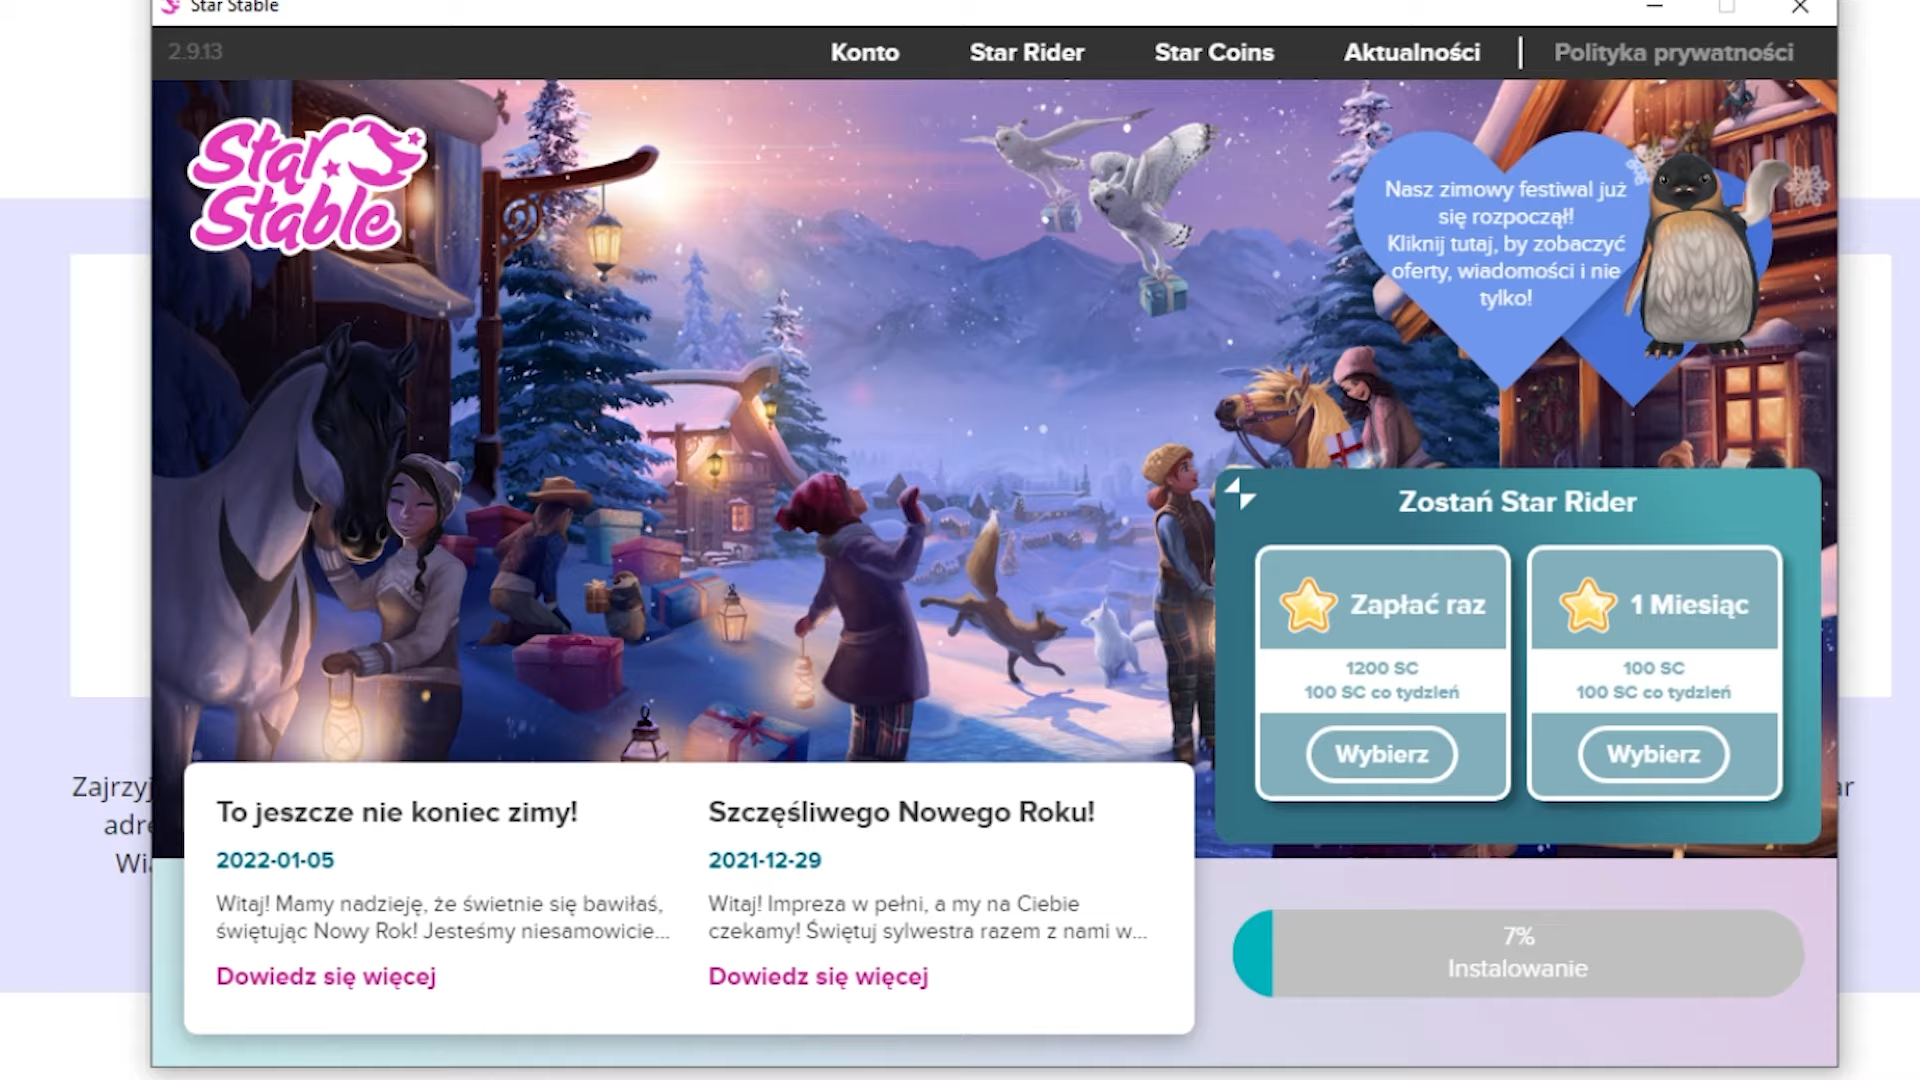 Star Stable
2.9.13
Konto
Star Rider
Star Coins
Aktualności
Polityka prywatności
Star
Stable
Nasz zimowy festiwal już
się rozpoczął!
Kliknij tutaj, by zobaczyć
oferty, wiadomości i nie
tylko!
Zostań Star Rider
Zapłać raz
1200 SC
100 SC co tydzień
Wybierz
1 Miesiąc
100 SC
100 SC co tydzień
Wybierz
To jeszcze nie koniec zimy!
2022-01-05
Witaj! Mamy nadzieję, że świetnie się bawiłaś,
świętując Nowy Rok! Jesteśmy niesamowicie...
Dowiedz się więcej
Szczęśliwego Nowego Roku!
2021-12-29
Witaj! Impreza w pełni, a my na Ciebie
czekamy! Świętuj sylwestra razem z nami w...
Dowiedz się więcej
7%
Instalowanie
Zajrzyj